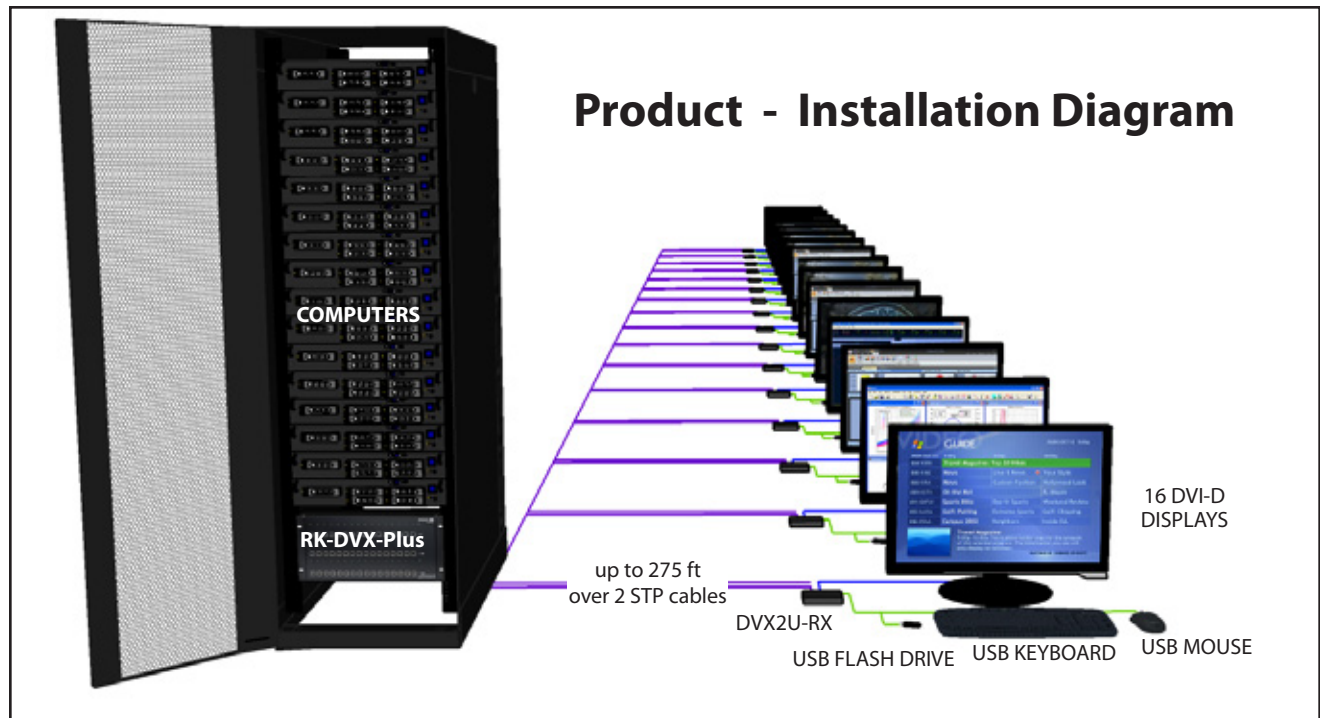 Product - Installation Diagram
COMPUTERS
RK-DVX-Plus
up to 275 ft
over 2 STP cables
16 DVI-D
DISPLAYS
DVX2U-RX
USB FLASH DRIVE
USB KEYBOARD
USB MOUSE
GUIDE